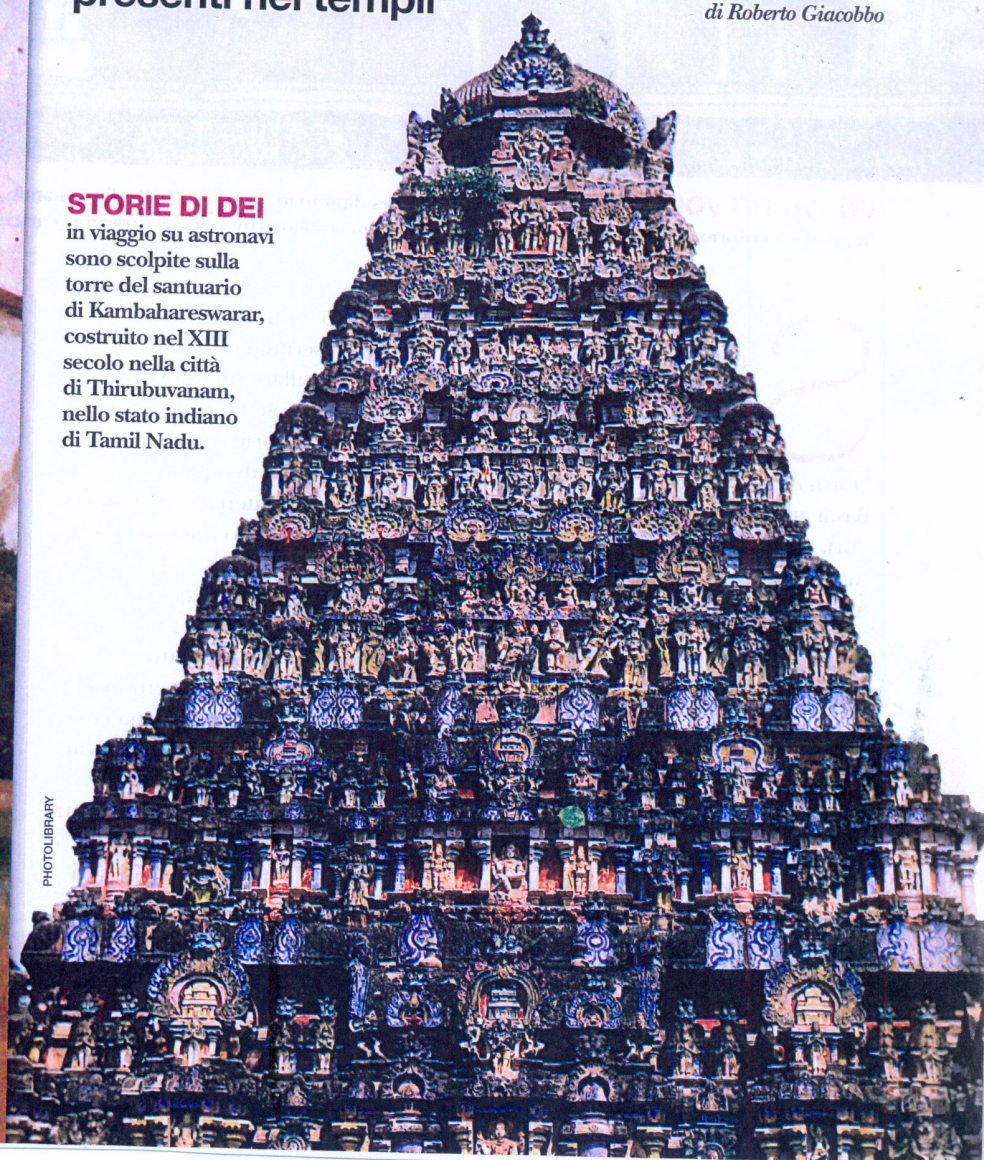 presenti nei templi
di Roberto Giacobbo
STORIE DI DEI
in viaggio su astronavi
sono scolpite sulla
torre del santuario
di Kambahareswarar,
costruito nel XIII
secolo nella città
di Thirubuvanam,
nello stato indiano
di Tamil Nadu.
PHOTOLIBRARY